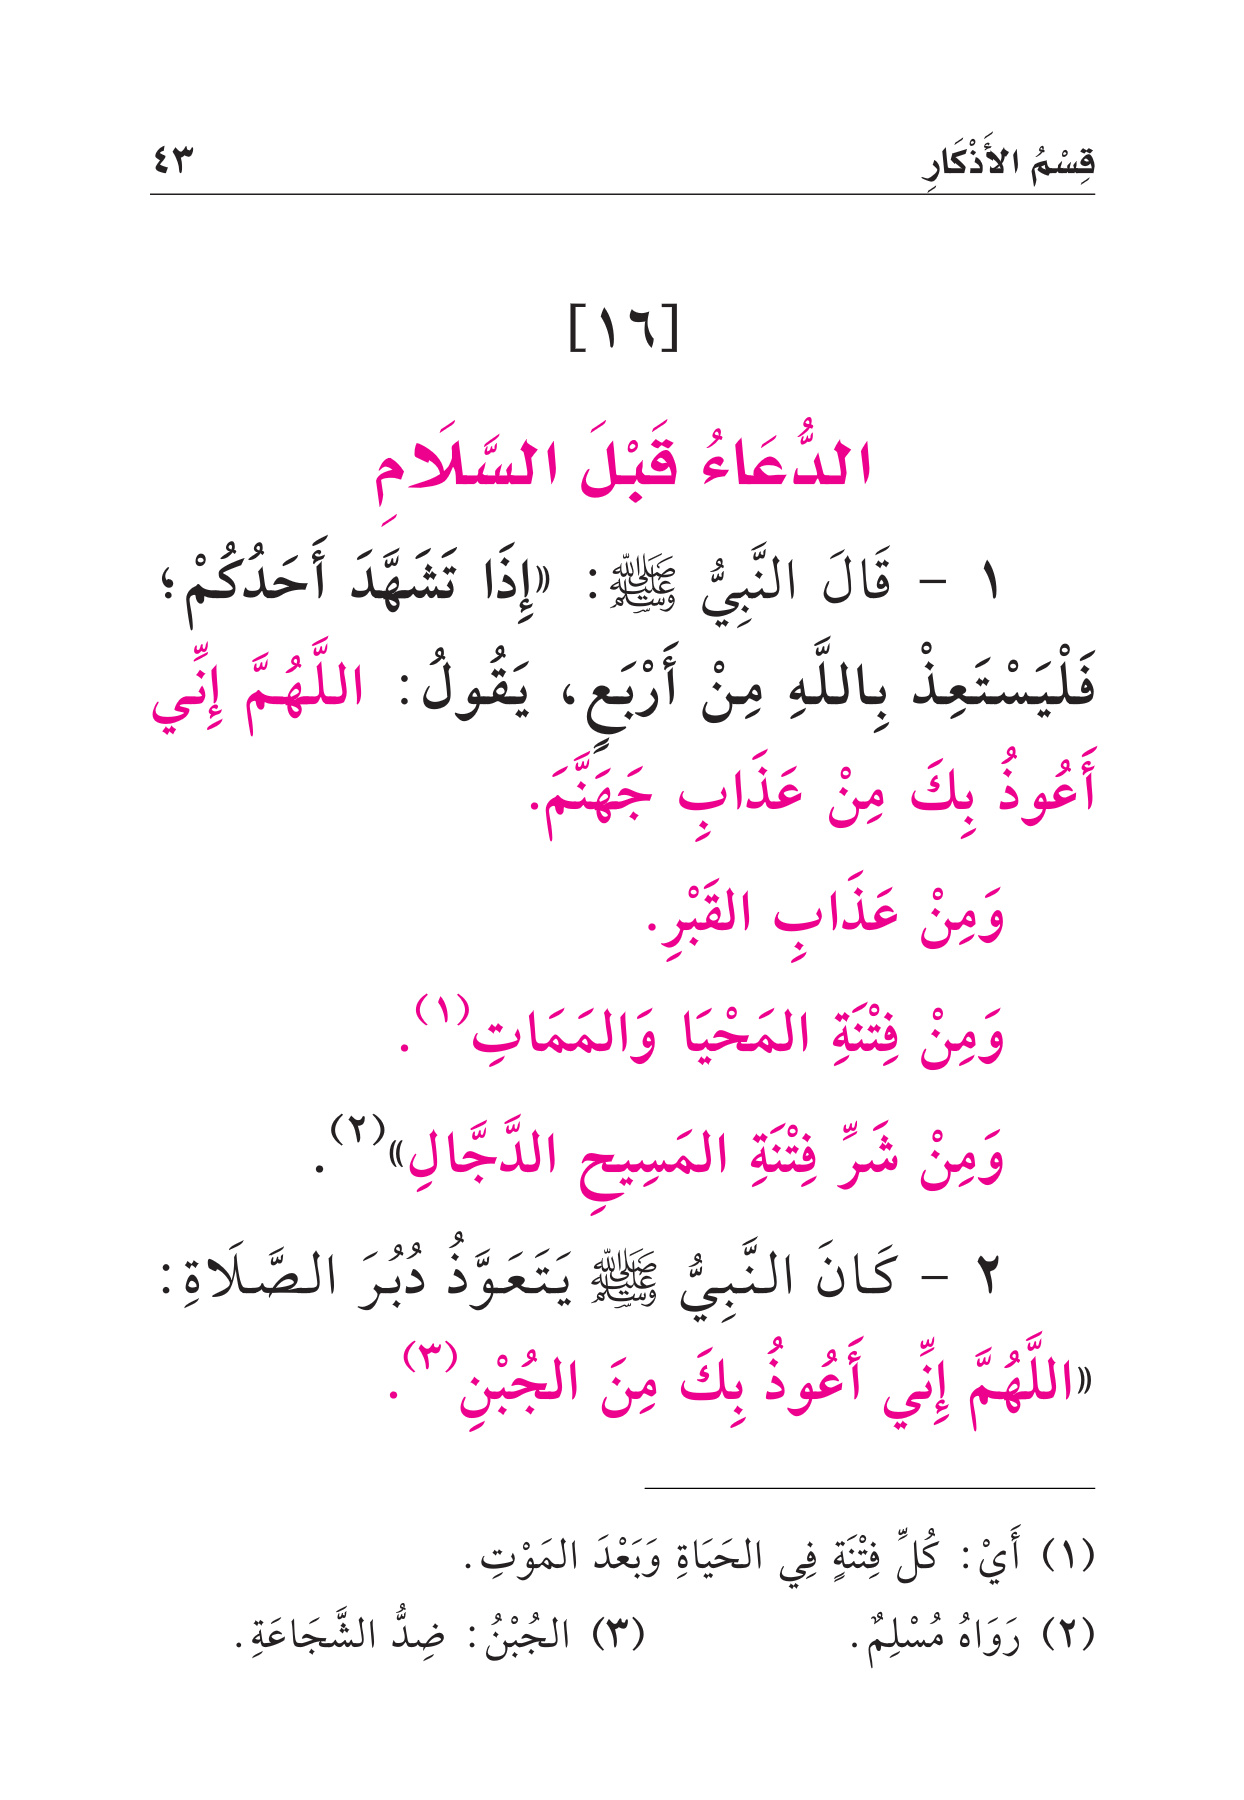 قِسْمُ الأَذْكَارِ ٤٣
[١٦]
الدُّعَاءُ قَبْلَ السَّلَامِ
١ – قَالَ النَّبِيُّ ﷺ: «إِذَا تَشَهَّدَ أَحَدُكُمْ؛
فَلْيَسْتَعِذْ بِاللَّهِ مِنْ أَرْبَعٍ، يَقُولُ: اللَّهُمَّ إِنِّي
أَعُوذُ بِكَ مِنْ عَذَابِ جَهَنَّمَ.
وَمِنْ عَذَابِ القَبْرِ.
وَمِنْ فِتْنَةِ المَحْيَا وَالمَمَاتِ(١).
وَمِنْ شَرِّ فِتْنَةِ المَسِيحِ الدَّجَّالِ»(٢).
٢ – كَانَ النَّبِيُّ ﷺ يَتَعَوَّذُ دُبُرَ الصَّلَاةِ:
«اللَّهُمَّ إِنِّي أَعُوذُ بِكَ مِنَ الجُبْنِ(٣).
(١) أَيْ: كُلِّ فِتْنَةٍ فِي الحَيَاةِ وَبَعْدَ المَوْتِ.
(٢) رَوَاهُ مُسْلِمٌ. (٣) الجُبْنُ: ضِدُّ الشَّجَاعَةِ.